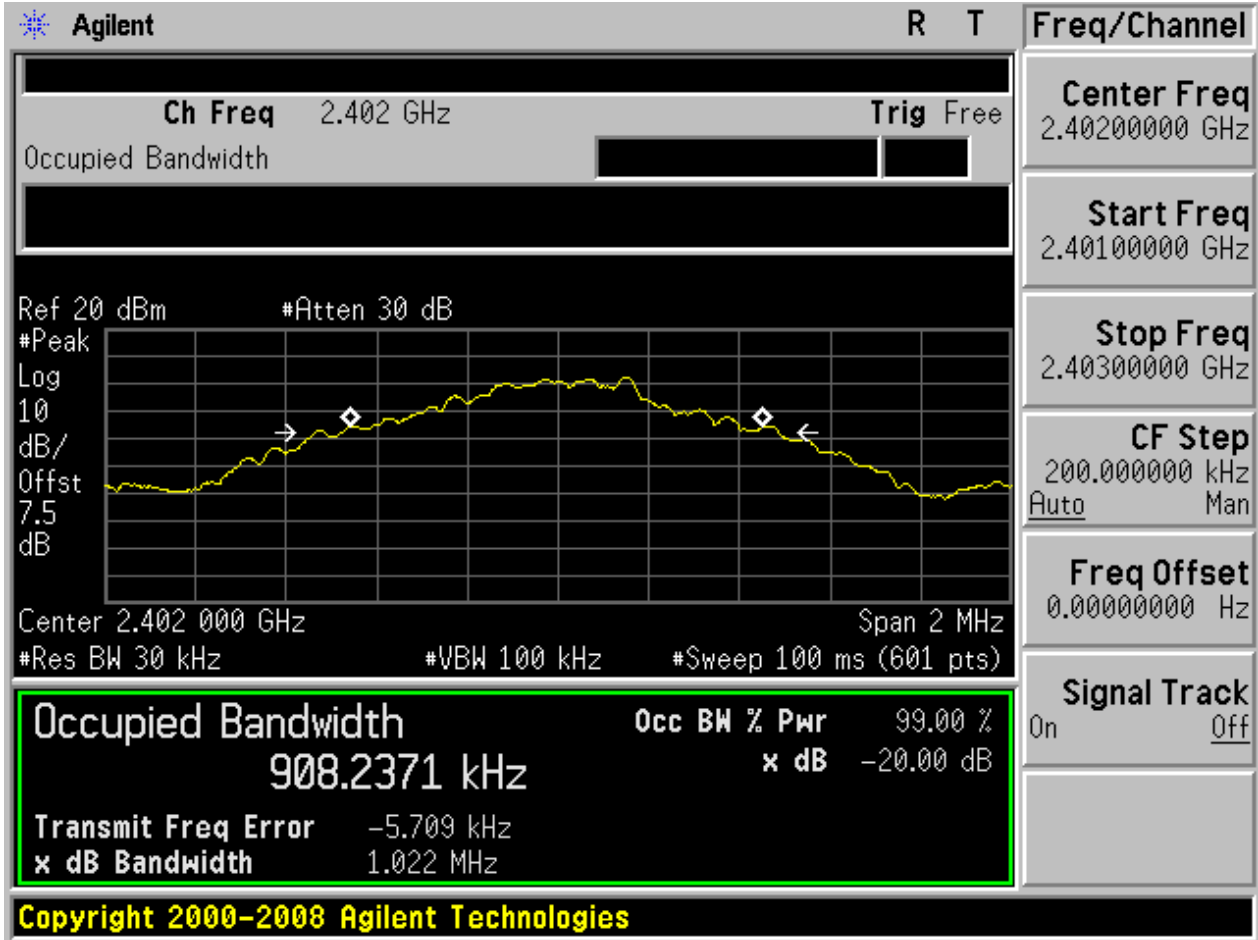 Agilent R T
Ch Freq 2.402 GHz Trig Free
Occupied Bandwidth
Ref 20 dBm #Atten 30 dB
#Peak
Log
10
dB/
Offst
7.5
dB
Center 2.402 000 GHz Span 2 MHz
#Res BW 30 kHz #VBW 100 kHz #Sweep 100 ms (601 pts)
Occupied Bandwidth
908.2371 kHz
Occ BW % Pwr 99.00 %
x dB -20.00 dB
Transmit Freq Error -5.709 kHz
x dB Bandwidth 1.022 MHz
Copyright 2000-2008 Agilent Technologies
Freq/Channel
Center Freq
2.40200000 GHz
Start Freq
2.40100000 GHz
Stop Freq
2.40300000 GHz
CF Step
200.000000 kHz
Auto Man
Freq Offset
0.00000000 Hz
Signal Track
On Off